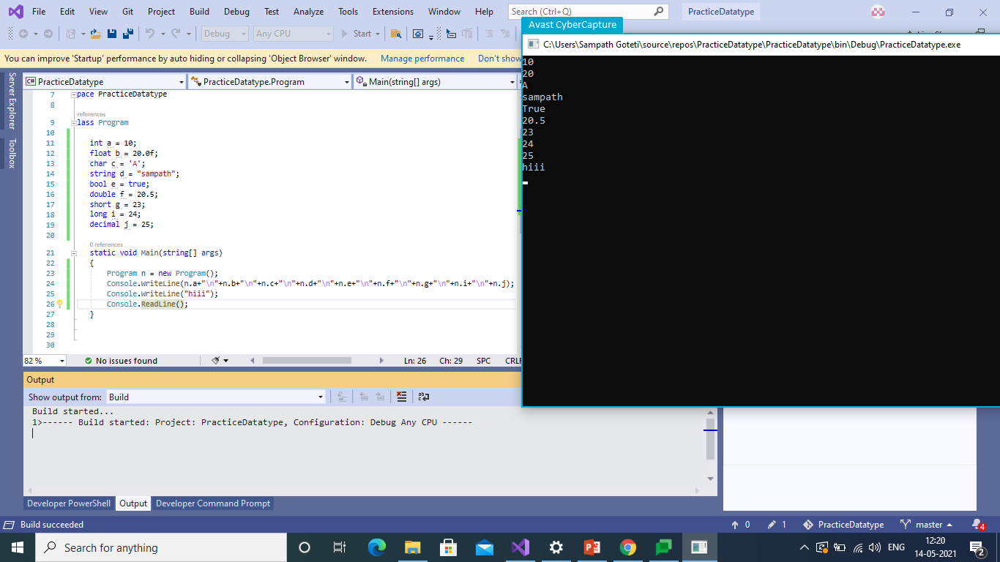 File Edit View Git Project Build Debug Test Analyze Tools Extensions Window Help Search (Ctrl+Q) PracticeDatatype
Debug Any CPU Start
Avast CyberCapture
You can improve 'Startup' performance by auto hiding or collapsing 'Object Browser' window. Manage performance Don't show
Server Explorer
Toolbox
C# PracticeDatatype PracticeDatatype.Program Main(string[] args)
7 pace PracticeDatatype
8
references
9 lass Program
10
11 int a = 10;
12 float b = 20.0f;
13 char c = 'A';
14 string d = "sampath";
15 bool e = true;
16 double f = 20.5;
17 short g = 23;
18 long i = 24;
19 decimal j = 25;
20
0 references
21 static void Main(string[] args)
22 {
23 Program n = new Program();
24 Console.WriteLine(n.a+"\n"+n.b+"\n"+n.c+"\n"+n.d+"\n"+n.e+"\n"+n.f+"\n"+n.g+"\n"+n.i+"\n"+n.j);
25 Console.WriteLine("hiii");
26 Console.ReadLine();
27 }
28
29
30
82 % No issues found Ln: 26 Ch: 29 SPC CRLF
C:\Users\Sampath Goteti\source\repos\PracticeDatatype\PracticeDatatype\bin\Debug\PracticeDatatype.exe
10
20
A
sampath
True
20.5
23
24
25
hiii
Output
Show output from: Build
Build started...
1>------ Build started: Project: PracticeDatatype, Configuration: Debug Any CPU ------
Developer PowerShell Output Developer Command Prompt
Build succeeded 0 1 PracticeDatatype master 4
Search for anything ENG 12:20
14-05-2021 2